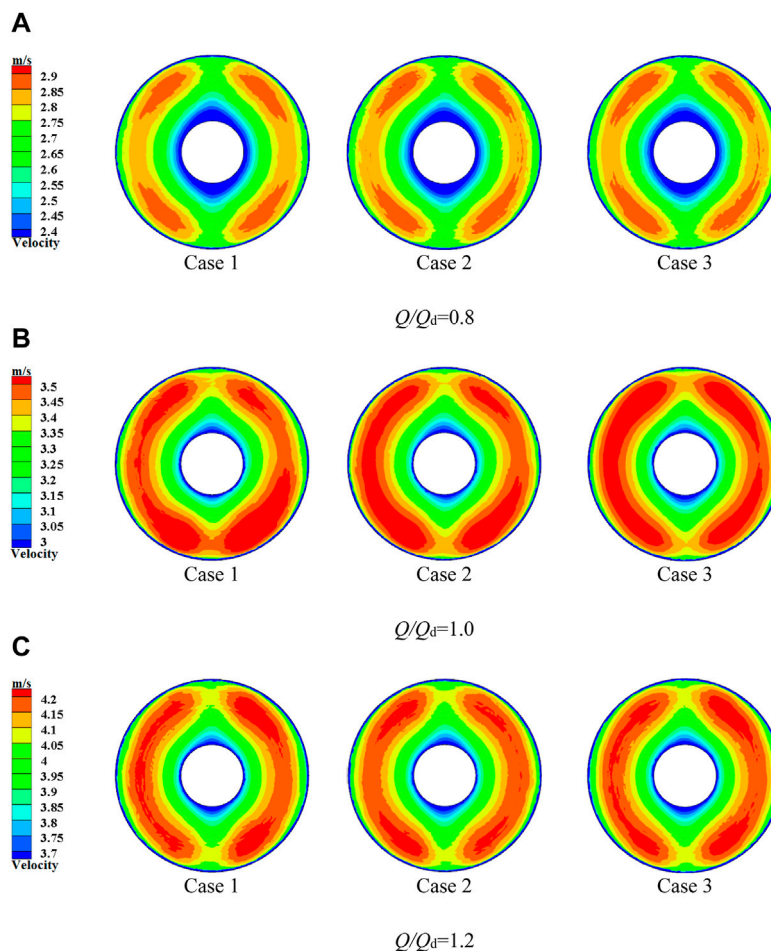 A
m/s
2.9
2.85
2.8
2.75
2.7
2.65
2.6
2.55
2.5
2.45
2.4
Velocity
Case 1
Case 2
Case 3
Q/Qd=0.8
B
m/s
3.5
3.45
3.4
3.35
3.3
3.25
3.2
3.15
3.1
3.05
3
Velocity
Case 1
Case 2
Case 3
Q/Qd=1.0
C
m/s
4.2
4.15
4.1
4.05
4
3.95
3.9
3.85
3.8
3.75
3.7
Velocity
Case 1
Case 2
Case 3
Q/Qd=1.2